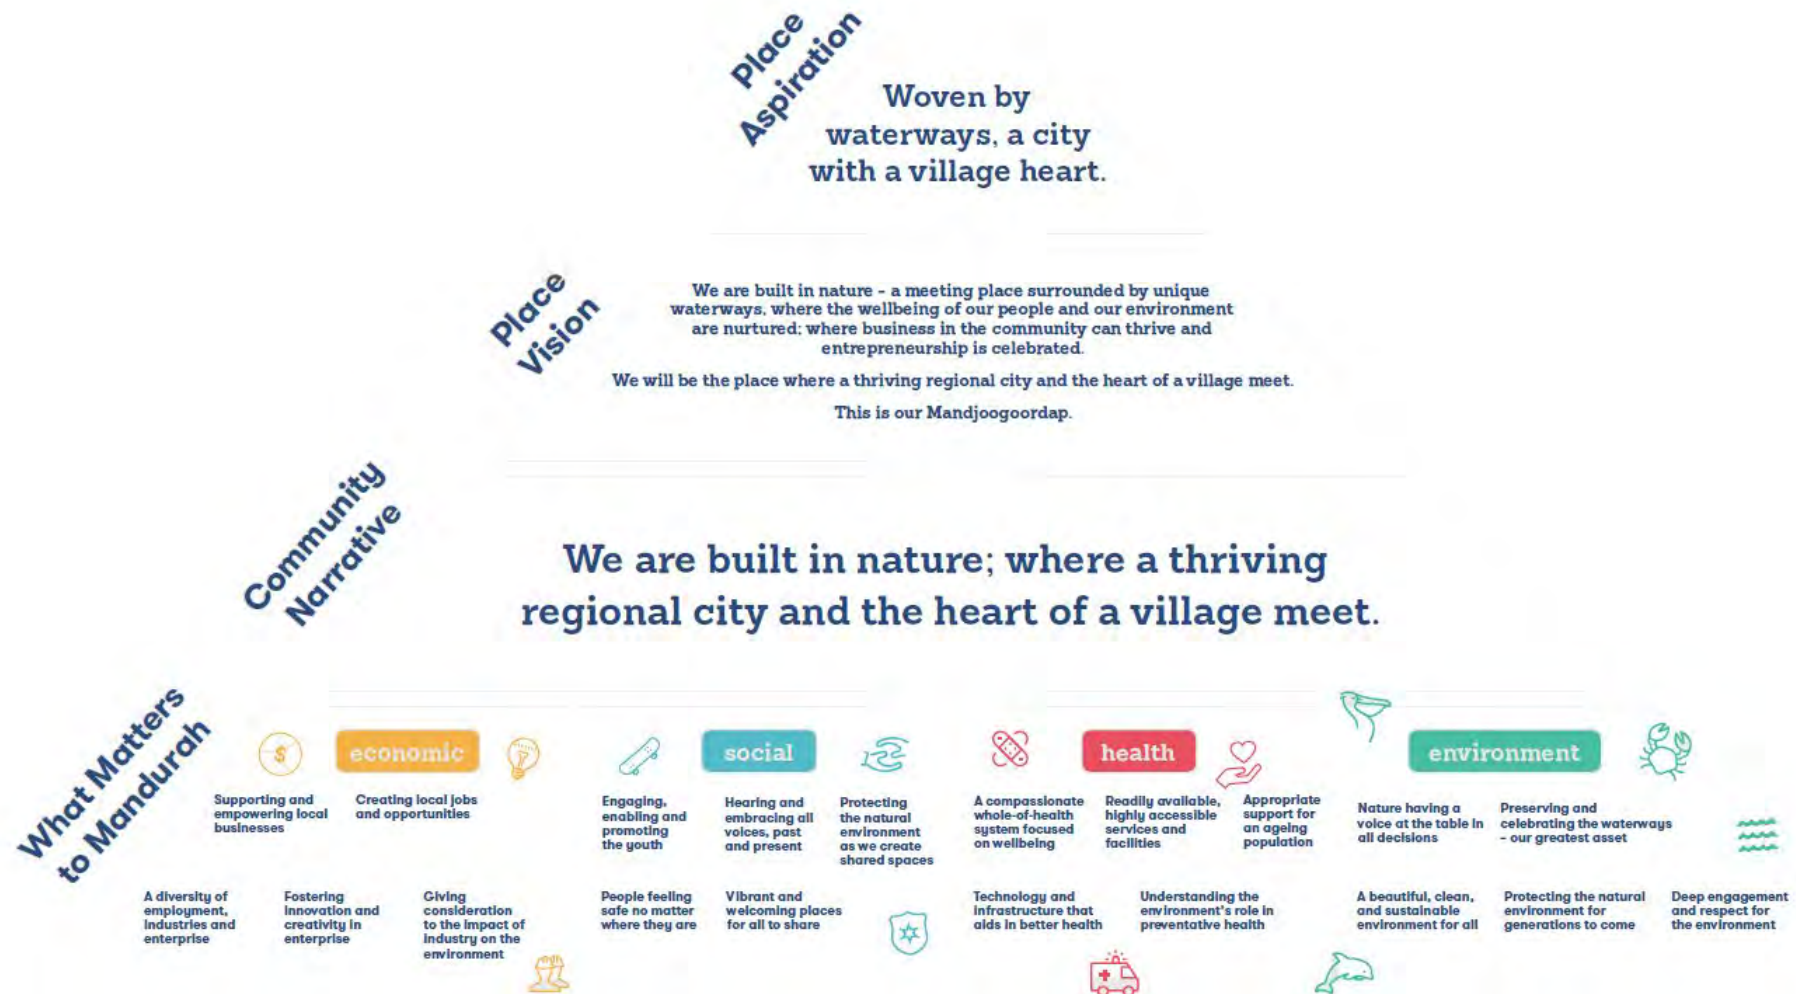 Place
Aspiration
Woven by
waterways, a city
with a village heart.
Place
Vision
We are built in nature - a meeting place surrounded by unique
waterways, where the wellbeing of our people and our environment
are nurtured; where business in the community can thrive and
entrepreneurship is celebrated.
We will be the place where a thriving regional city and the heart of a village meet.
This is our Mandjoogoordap.
Community
Narrative
We are built in nature; where a thriving
regional city and the heart of a village meet.
What Matters
to Mandurah
$
economic
Supporting and
empowering local
businesses
Creating local jobs
and opportunities
A diversity of
employment,
industries and
enterprise
Fostering
innovation and
creativity in
enterprise
Giving
consideration
to the impact of
industry on the
environment
social
Engaging,
enabling and
promoting
the youth
Hearing and
embracing all
voices, past
and present
Protecting
the natural
environment
as we create
shared spaces
People feeling
safe no matter
where they are
Vibrant and
welcoming places
for all to share
health
A compassionate
whole-of-health
system focused
on wellbeing
Readily available,
highly accessible
services and
facilities
Appropriate
support for
an ageing
population
Technology and
infrastructure that
aids in better health
Understanding the
environment's role in
preventative health
environment
Nature having a
voice at the table in
all decisions
Preserving and
celebrating the waterways
- our greatest asset
A beautiful, clean,
and sustainable
environment for all
Protecting the natural
environment for
generations to come
Deep engagement
and respect for
the environment